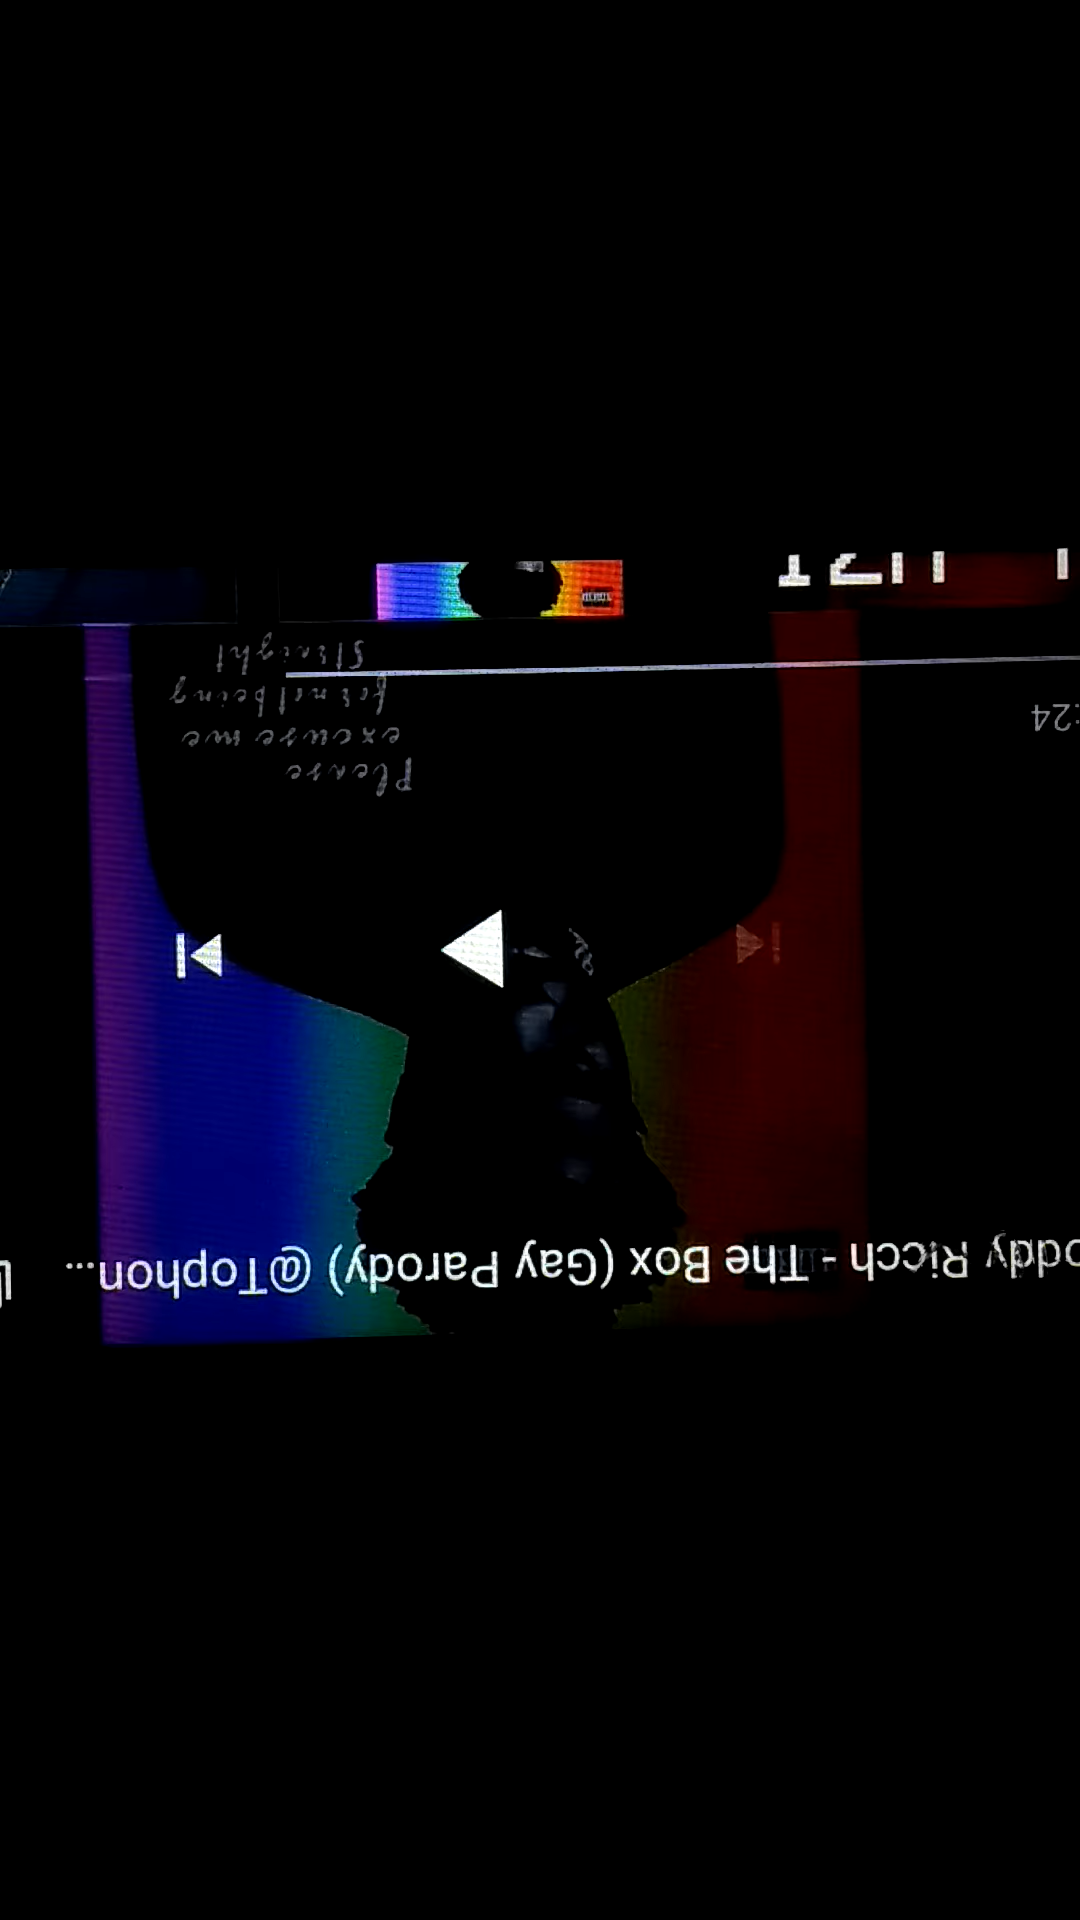 oddy Ricch - The Box (Gay Parody) @Tophon...
Please
excuse me
for not being
Straight
:24